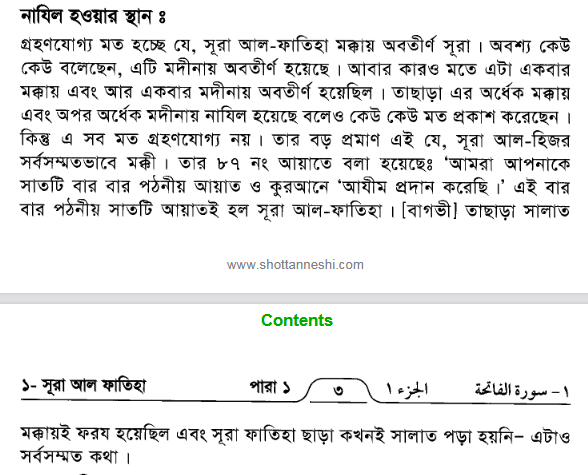 নাযিল হওয়ার স্থান ঃ
গ্রহণযোগ্য মত হচ্ছে যে, সূরা আল-ফাতিহা মক্কায় অবতীর্ণ সূরা । অবশ্য কেউ
কেউ বলেছেন, এটি মদীনায় অবতীর্ণ হয়েছে । আবার কারও মতে এটা একবার
মক্কায় এবং আর একবার মদীনায় অবতীর্ণ হয়েছিল । তাছাড়া এর অর্ধেক মক্কায়
এবং অপর অর্ধেক মদীনায় নাযিল হয়েছে বলেও কেউ কেউ মত প্রকাশ করেছেন ।
কিন্তু এ সব মত গ্রহণযোগ্য নয় । তার বড় প্রমাণ এই যে, সূরা আল-হিজর
সর্বসম্মতভাবে মক্কী । তার ৮৭ নং আয়াতে বলা হয়েছেঃ ‘আমরা আপনাকে
সাতটি বার বার পঠনীয় আয়াত ও কুরআনে ‘আযীম প্রদান করেছি ।’ এই বার
বার পঠনীয় সাতটি আয়াতই হল সূরা আল-ফাতিহা । [বাগভী] তাছাড়া সালাত
www.shottanneshi.com
Contents
১- সূরা আল ফাতিহা পারা ১ ৩ الجزء ١ ١- سورة الفاتحة
মক্কায়ই ফরয হয়েছিল এবং সূরা ফাতিহা ছাড়া কখনই সালাত পড়া হয়নি– এটাও
সর্বসম্মত কথা ।